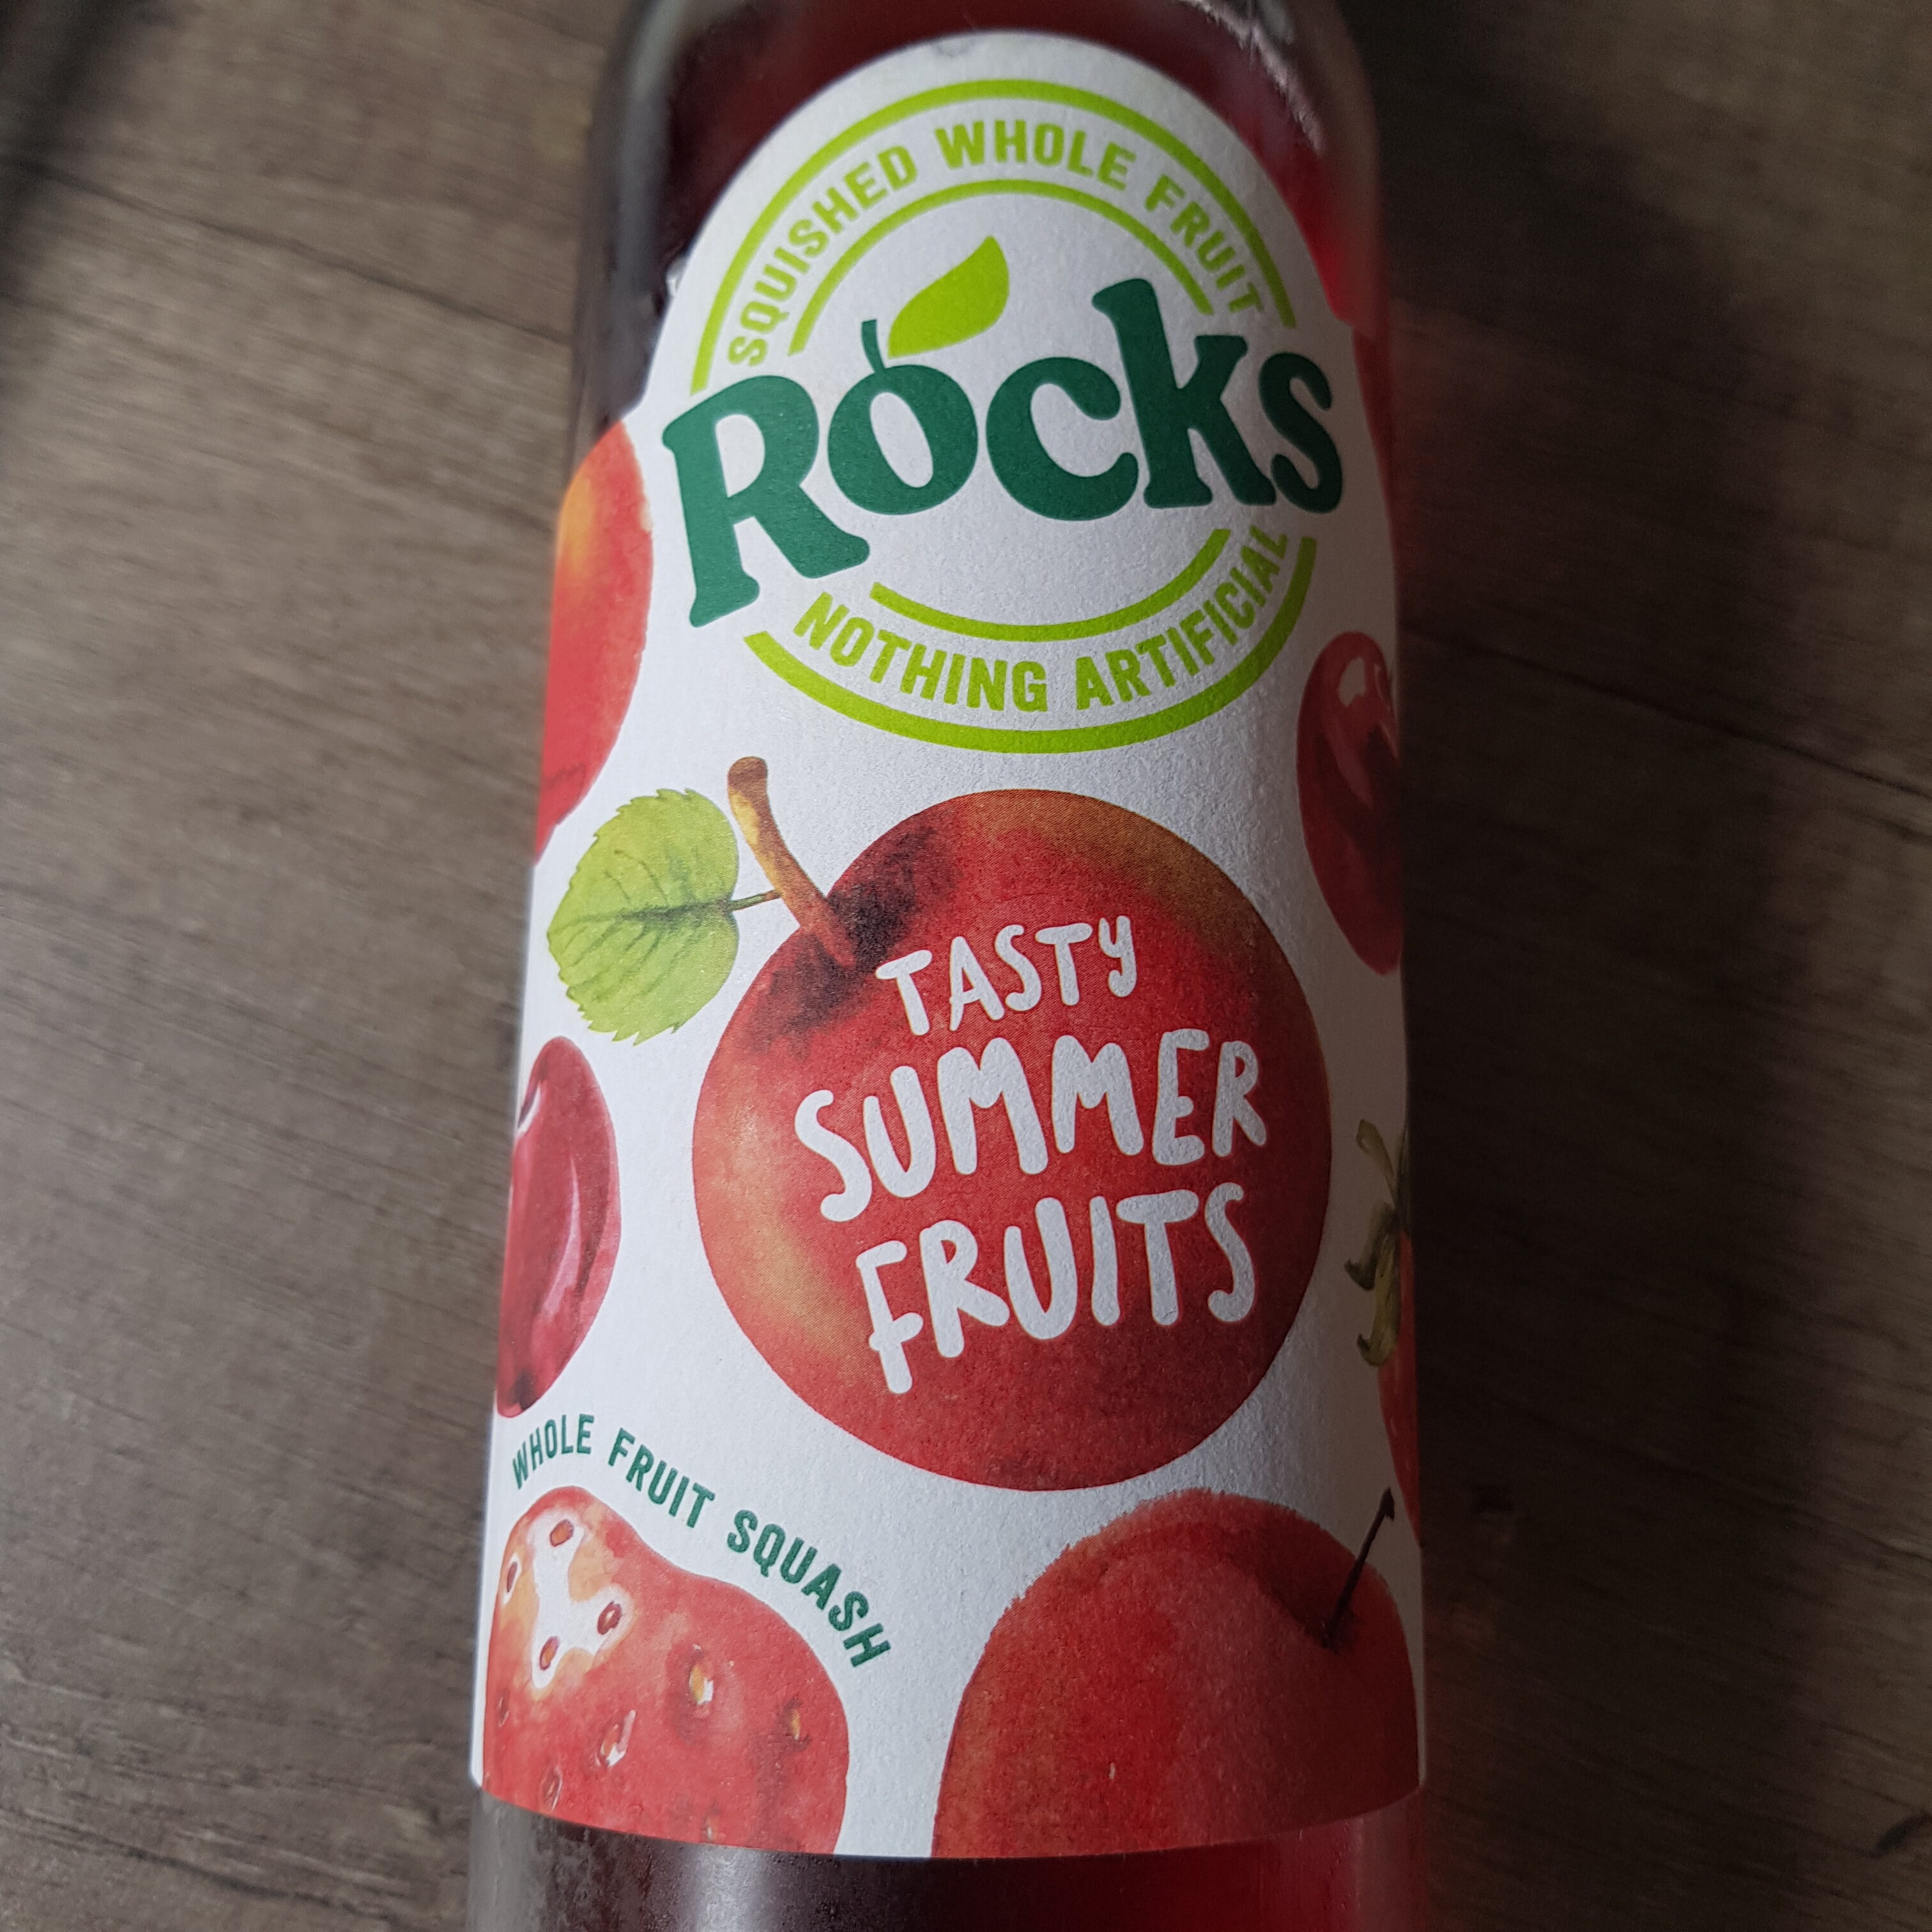 SQUISHED WHOLE FRUIT
Rocks
NOTHING ARTIFICIAL
TASTY
SUMMER
FRUITS
WHOLE FRUIT SQUASH